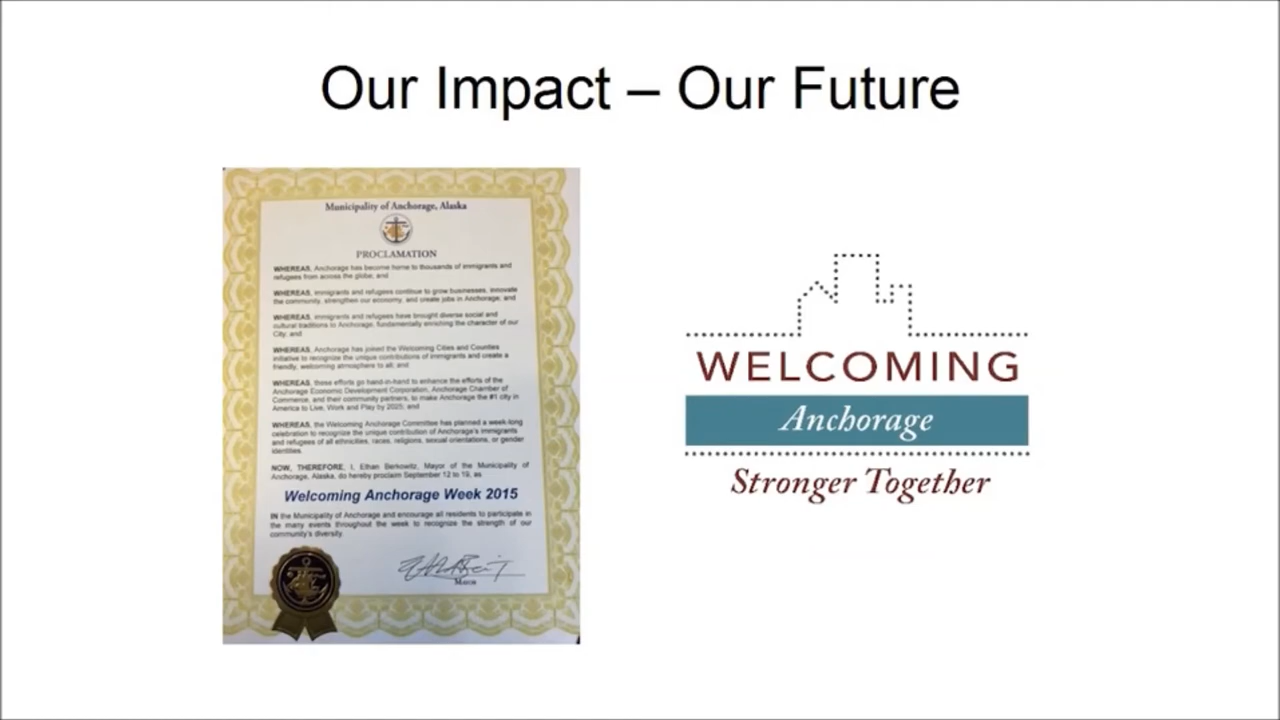 Our Impact – Our Future
Municipality of Anchorage, Alaska
PROCLAMATION
WHEREAS, Anchorage has become home to thousands of immigrants and
refugees from across the globe; and
WHEREAS, immigrants and refugees continue to grow businesses, innovate
the community, strengthen our economy, and create jobs in Anchorage; and
WHEREAS, immigrants and refugees have brought diverse social and
cultural traditions to Anchorage, fundamentally enriching the character of our
City; and
WHEREAS, Anchorage has joined the Welcoming Cities and Counties
initiative to recognize the unique contributions of immigrants and create a
friendly, welcoming atmosphere to all; and
WHEREAS, these efforts go hand-in-hand to enhance the efforts of the
Anchorage Economic Development Corporation, Anchorage Chamber of
Commerce, and their community partners, to make Anchorage the #1 city in
America to Live, Work and Play by 2025; and
WHEREAS, the Welcoming Anchorage Committee has planned a week-long
celebration to recognize the unique contribution of Anchorage's immigrants
and refugees of all ethnicities, races, religions, sexual orientations, or gender
identities.
NOW, THEREFORE, I, Ethan Berkowitz, Mayor of the Municipality of
Anchorage, Alaska, do hereby proclaim September 12 to 19, as
Welcoming Anchorage Week 2015
IN the Municipality of Anchorage and encourage all residents to participate in
the many events throughout the week to recognize the strength of our
community's diversity.
Mayor
WELCOMING
Anchorage
Stronger Together